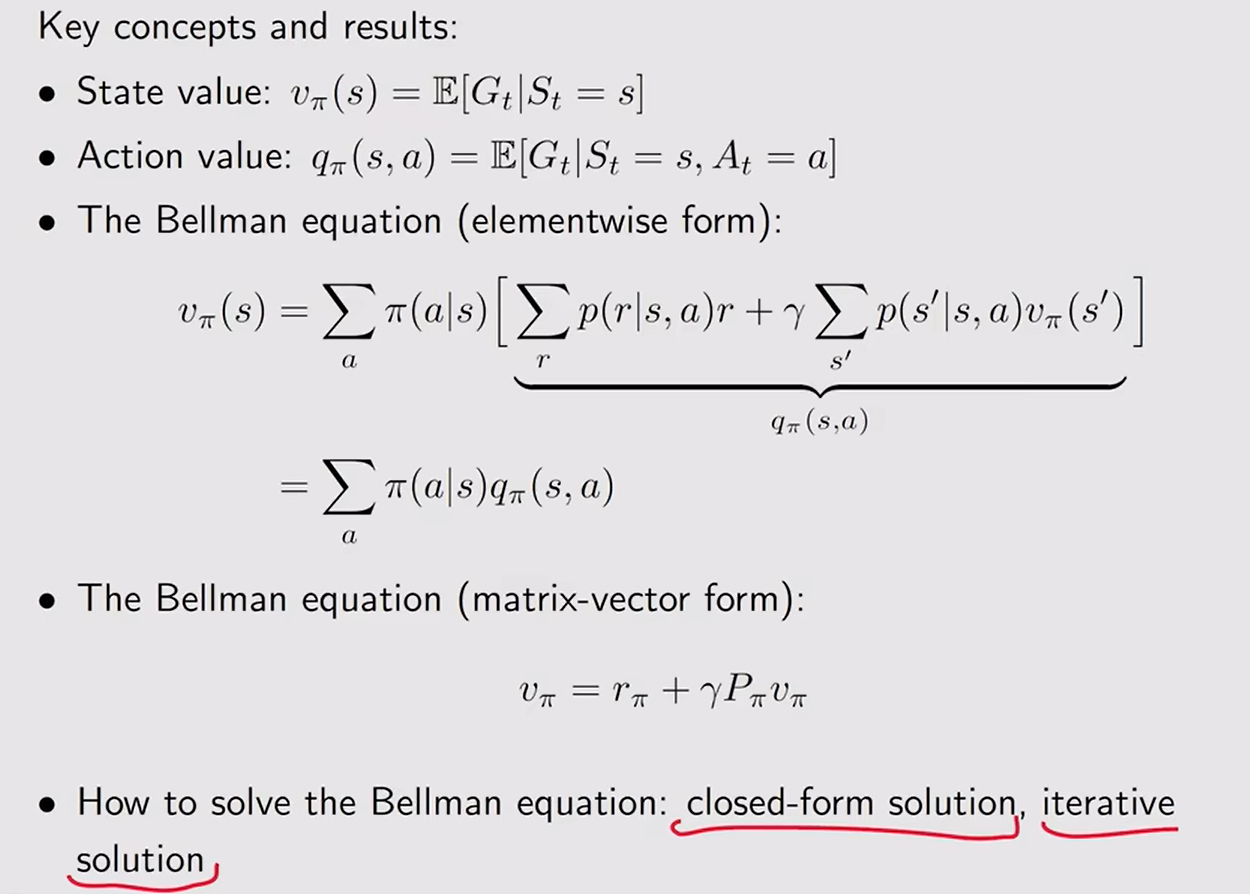 Key concepts and results:
• State value: $v_\pi(s) = \mathbb{E}[G_t|S_t = s]$
• Action value: $q_\pi(s, a) = \mathbb{E}[G_t|S_t = s, A_t = a]$
• The Bellman equation (elementwise form):
$v_\pi(s) = \sum_a \pi(a|s) \Big[ \underbrace{\sum_r p(r|s, a)r + \gamma \sum_{s'} p(s'|s, a)v_\pi(s')}_{q_\pi(s,a)} \Big]$
$= \sum_a \pi(a|s)q_\pi(s, a)$
• The Bellman equation (matrix-vector form):
$v_\pi = r_\pi + \gamma P_\pi v_\pi$
• How to solve the Bellman equation: closed-form solution, iterative
solution